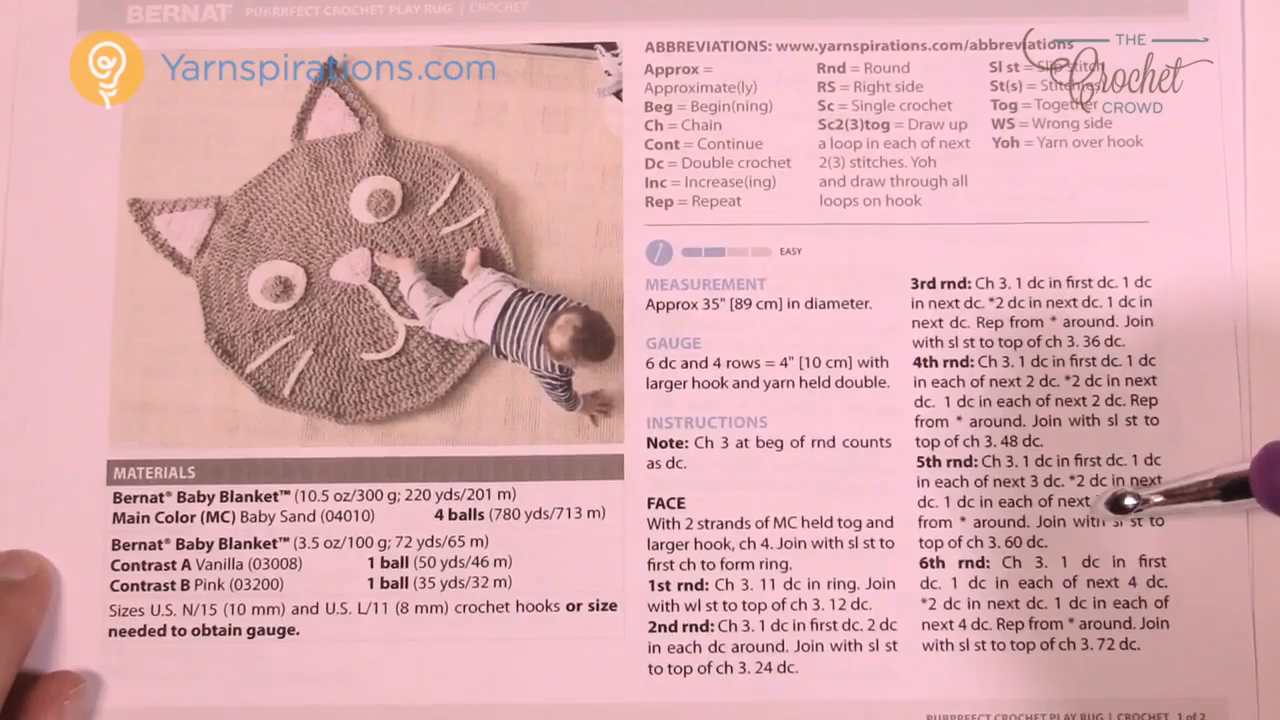 BERNAT PURRRFECT CROCHET PLAY RUG | CROCHET
Yarnspirations.com
THE
Crochet
CROWD
ABBREVIATIONS: www.yarnspirations.com/abbreviations
Approx =
Approximate(ly)
Beg = Begin(ning)
Ch = Chain
Cont = Continue
Dc = Double crochet
Inc = Increase(ing)
Rep = Repeat
Rnd = Round
RS = Right side
Sc = Single crochet
Sc2(3)tog = Draw up
a loop in each of next
2(3) stitches. Yoh
and draw through all
loops on hook
Sl st = Slip stitch
St(s) = Stitches
Tog = Together
WS = Wrong side
Yoh = Yarn over hook
EASY
MATERIALS
Bernat® Baby Blanket™ (10.5 oz/300 g; 220 yds/201 m)
Main Color (MC) Baby Sand (04010) 4 balls (780 yds/713 m)
Bernat® Baby Blanket™ (3.5 oz/100 g; 72 yds/65 m)
Contrast A Vanilla (03008) 1 ball (50 yds/46 m)
Contrast B Pink (03200) 1 ball (35 yds/32 m)
Sizes U.S. N/15 (10 mm) and U.S. L/11 (8 mm) crochet hooks or size
needed to obtain gauge.
MEASUREMENT
Approx 35" [89 cm] in diameter.
GAUGE
6 dc and 4 rows = 4" [10 cm] with
larger hook and yarn held double.
INSTRUCTIONS
Note: Ch 3 at beg of rnd counts
as dc.
FACE
With 2 strands of MC held tog and
larger hook, ch 4. Join with sl st to
first ch to form ring.
1st rnd: Ch 3. 11 dc in ring. Join
with wl st to top of ch 3. 12 dc.
2nd rnd: Ch 3. 1 dc in first dc. 2 dc
in each dc around. Join with sl st
to top of ch 3. 24 dc.
3rd rnd: Ch 3. 1 dc in first dc. 1 dc
in next dc. *2 dc in next dc. 1 dc in
next dc. Rep from * around. Join
with sl st to top of ch 3. 36 dc.
4th rnd: Ch 3. 1 dc in first dc. 1 dc
in each of next 2 dc. *2 dc in next
dc. 1 dc in each of next 2 dc. Rep
from * around. Join with sl st to
top of ch 3. 48 dc.
5th rnd: Ch 3. 1 dc in first dc. 1 dc
in each of next 3 dc. *2 dc in next
dc. 1 dc in each of next
from * around. Join with sl st to
top of ch 3. 60 dc.
6th rnd: Ch 3. 1 dc in first
dc. 1 dc in each of next 4 dc.
*2 dc in next dc. 1 dc in each of
next 4 dc. Rep from * around. Join
with sl st to top of ch 3. 72 dc.
PURRRFECT CROCHET PLAY RUG | CROCHET 1 of 2